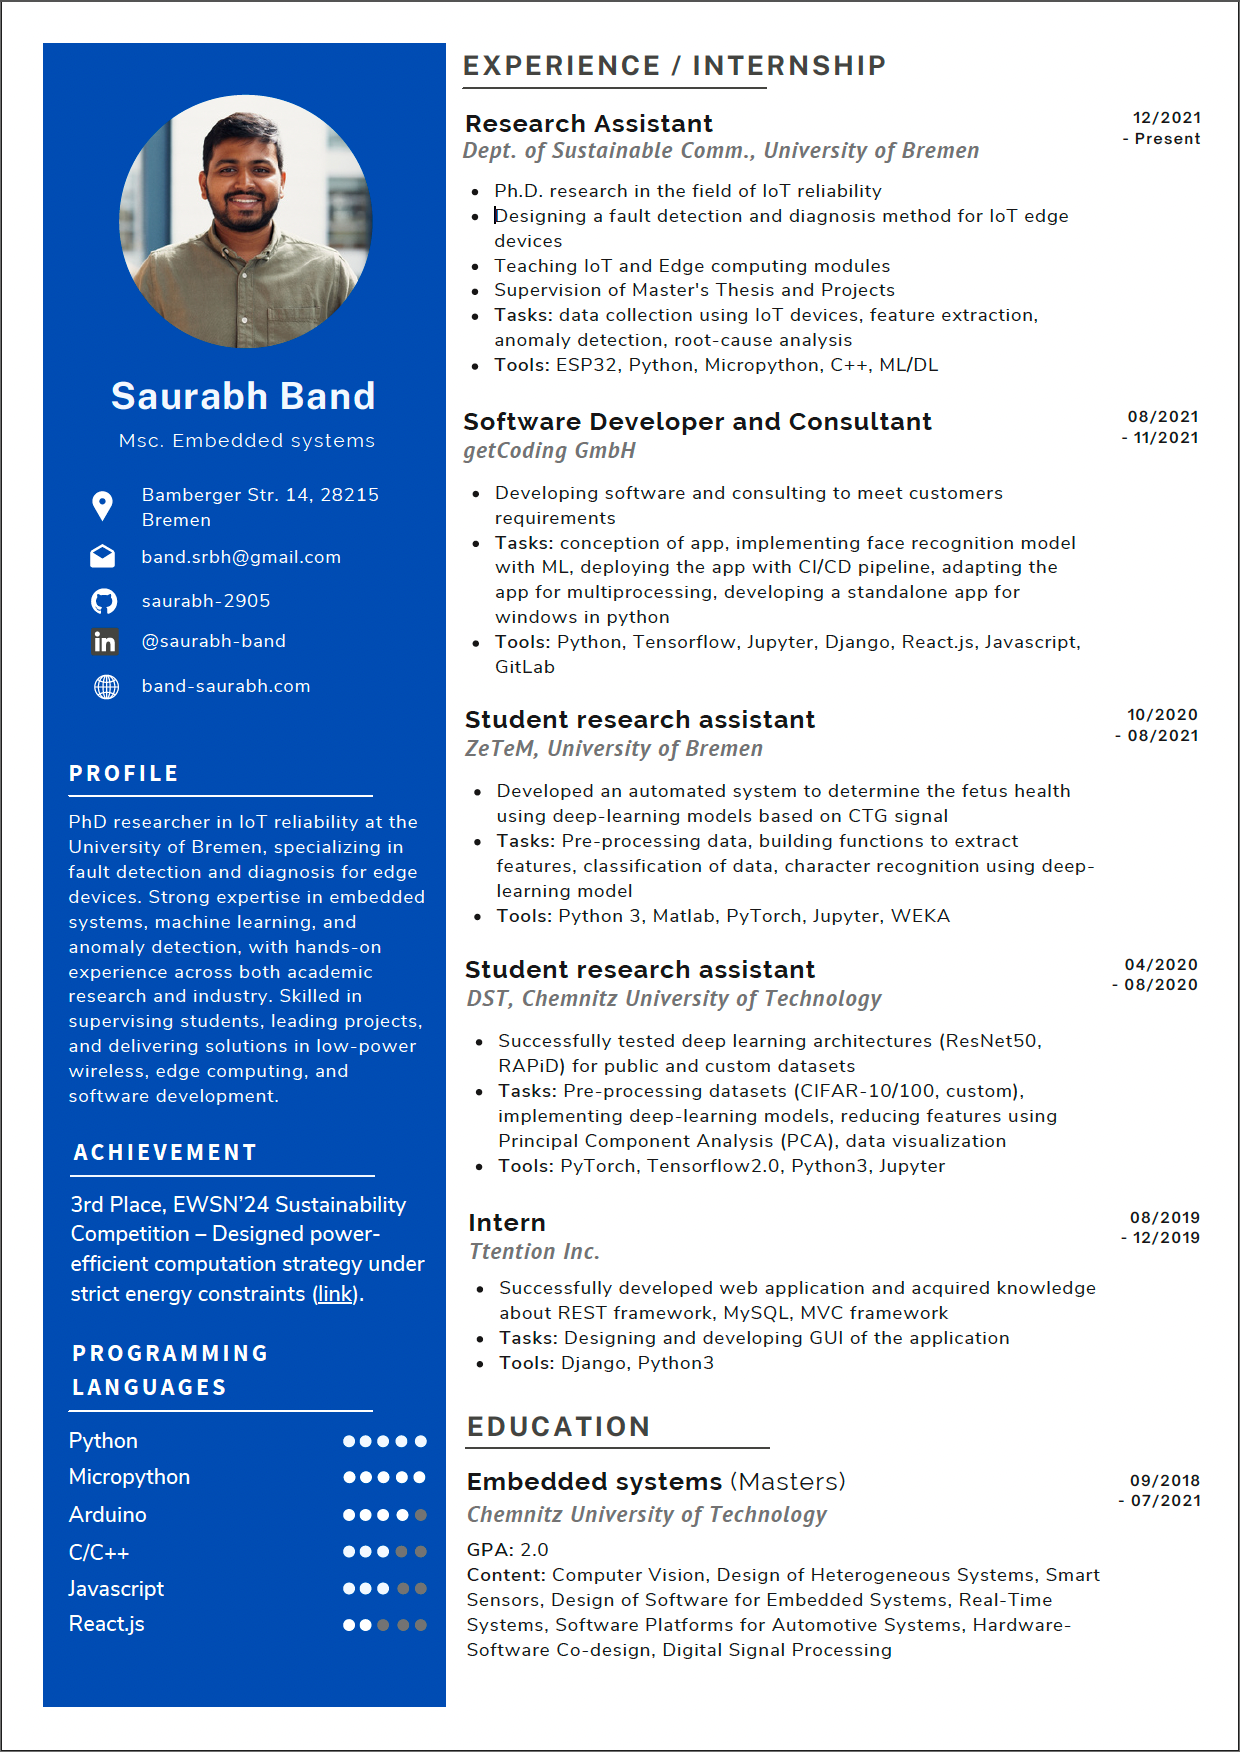 Saurabh Band
Msc. Embedded systems
Bamberger Str. 14, 28215
Bremen
band.srbh@gmail.com
saurabh-2905
in
@saurabh-band
band-saurabh.com
PROFILE
PhD researcher in IoT reliability at the
University of Bremen, specializing in
fault detection and diagnosis for edge
devices. Strong expertise in embedded
systems, machine learning, and
anomaly detection, with hands-on
experience across both academic
research and industry. Skilled in
supervising students, leading projects,
and delivering solutions in low-power
wireless, edge computing, and
software development.
ACHIEVEMENT
3rd Place, EWSN’24 Sustainability
Competition – Designed power-
efficient computation strategy under
strict energy constraints (link).
PROGRAMMING
LANGUAGES
Python
Micropython
Arduino
C/C++
Javascript
React.js
EXPERIENCE / INTERNSHIP
Research Assistant
12/2021
- Present
Dept. of Sustainable Comm., University of Bremen
• Ph.D. research in the field of IoT reliability
• Designing a fault detection and diagnosis method for IoT edge
devices
• Teaching IoT and Edge computing modules
• Supervision of Master's Thesis and Projects
• Tasks: data collection using IoT devices, feature extraction,
anomaly detection, root-cause analysis
• Tools: ESP32, Python, Micropython, C++, ML/DL
Software Developer and Consultant
08/2021
- 11/2021
getCoding GmbH
• Developing software and consulting to meet customers
requirements
• Tasks: conception of app, implementing face recognition model
with ML, deploying the app with CI/CD pipeline, adapting the
app for multiprocessing, developing a standalone app for
windows in python
• Tools: Python, Tensorflow, Jupyter, Django, React.js, Javascript,
GitLab
Student research assistant
10/2020
- 08/2021
ZeTeM, University of Bremen
• Developed an automated system to determine the fetus health
using deep-learning models based on CTG signal
• Tasks: Pre-processing data, building functions to extract
features, classification of data, character recognition using deep-
learning model
• Tools: Python 3, Matlab, PyTorch, Jupyter, WEKA
Student research assistant
04/2020
- 08/2020
DST, Chemnitz University of Technology
• Successfully tested deep learning architectures (ResNet50,
RAPiD) for public and custom datasets
• Tasks: Pre-processing datasets (CIFAR-10/100, custom),
implementing deep-learning models, reducing features using
Principal Component Analysis (PCA), data visualization
• Tools: PyTorch, Tensorflow2.0, Python3, Jupyter
Intern
08/2019
- 12/2019
Ttention Inc.
• Successfully developed web application and acquired knowledge
about REST framework, MySQL, MVC framework
• Tasks: Designing and developing GUI of the application
• Tools: Django, Python3
EDUCATION
Embedded systems (Masters)
09/2018
- 07/2021
Chemnitz University of Technology
GPA: 2.0
Content: Computer Vision, Design of Heterogeneous Systems, Smart
Sensors, Design of Software for Embedded Systems, Real-Time
Systems, Software Platforms for Automotive Systems, Hardware-
Software Co-design, Digital Signal Processing